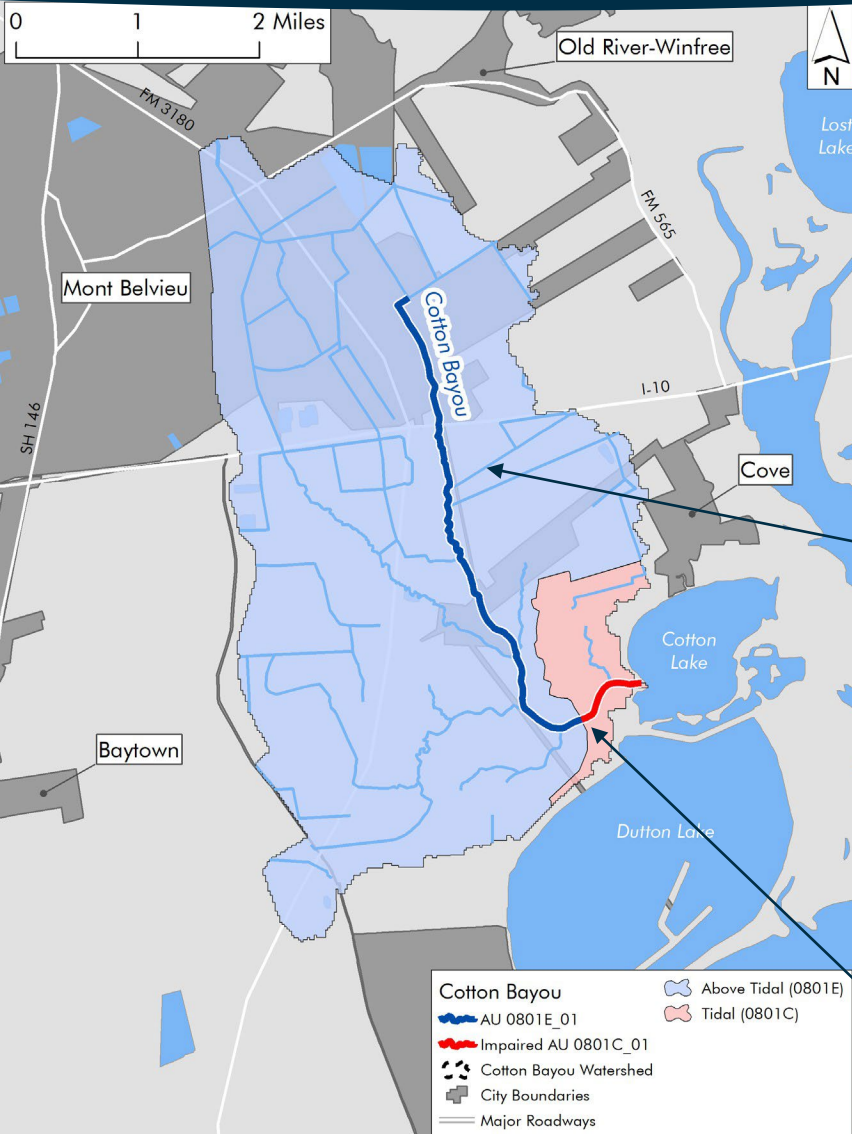 0 1 2 Miles
Old River-Winfree
N
FM 3180
Lost
Lake
FM 565
Mont Belvieu
Cotton Bayou
I-10
SH 146
Cove
Cotton
Lake
Baytown
Dutton Lake
Cotton Bayou
AU 0801E_01
Impaired AU 0801C_01
Cotton Bayou Watershed
City Boundaries
Major Roadways
Above Tidal (0801E)
Tidal (0801C)